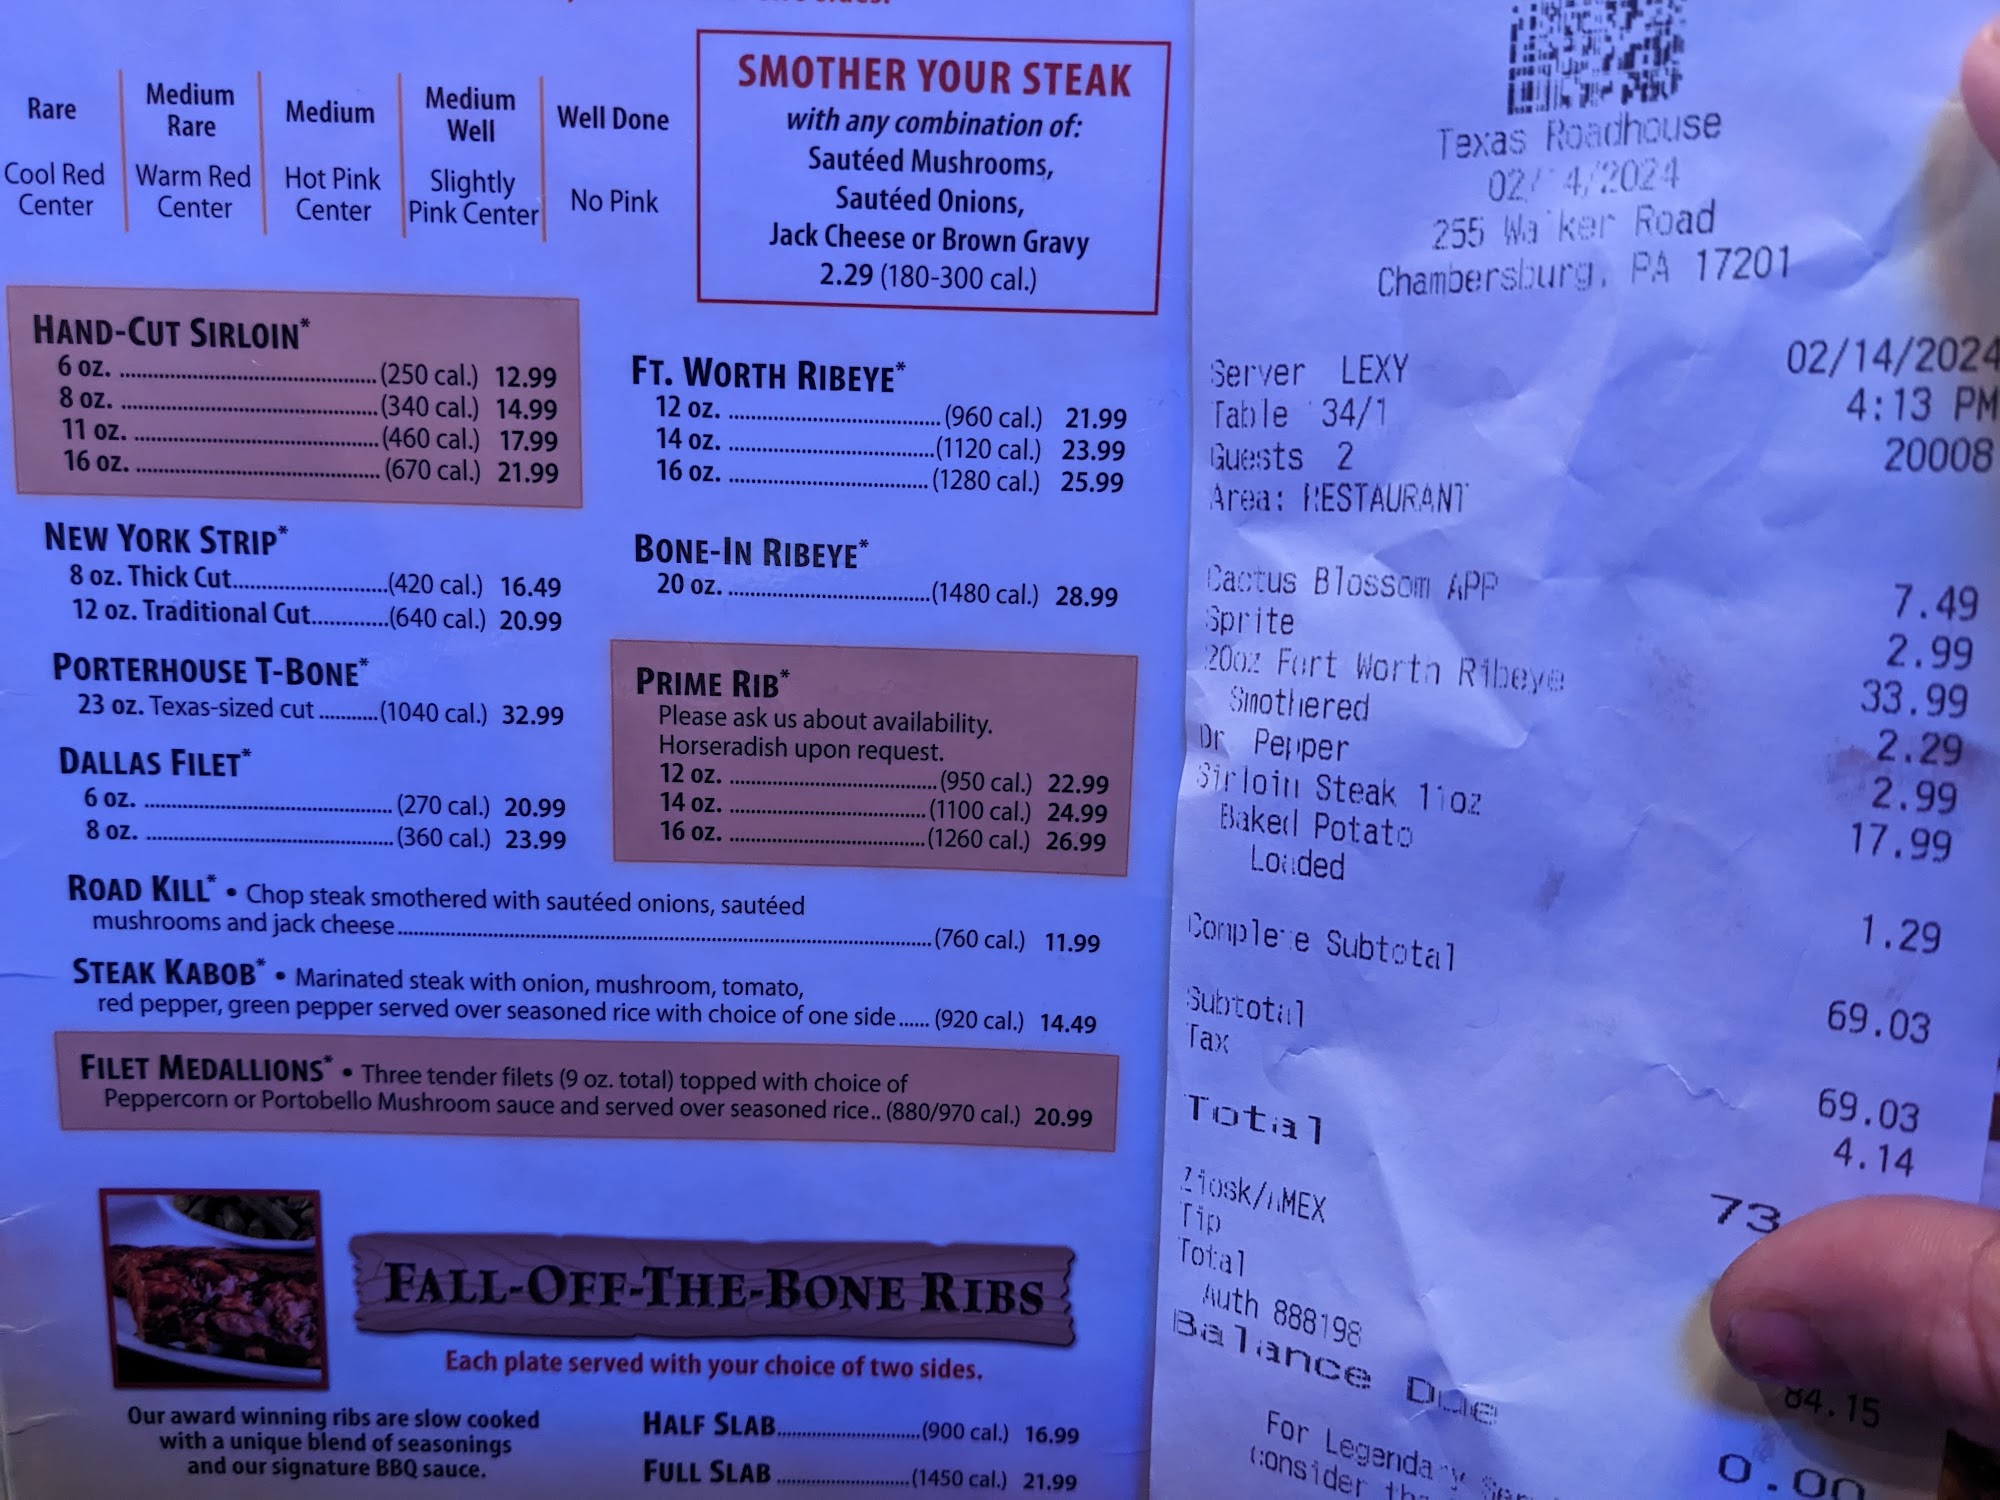 Rare
Cool Red
Center
Medium
Rare
Warm Red
Center
Medium
Hot Pink
Center
Medium
Well
Slightly
Pink Center
Well Done
No Pink
SMOTHER YOUR STEAK
with any combination of:
Sautéed Mushrooms,
Sautéed Onions,
Jack Cheese or Brown Gravy
2.29 (180-300 cal.)
HAND-CUT SIRLOIN*
6 oz. (250 cal.) 12.99
8 oz. (340 cal.) 14.99
11 oz. (460 cal.) 17.99
16 oz. (670 cal.) 21.99
NEW YORK STRIP*
8 oz. Thick Cut (420 cal.) 16.49
12 oz. Traditional Cut (640 cal.) 20.99
PORTERHOUSE T-BONE*
23 oz. Texas-sized cut (1040 cal.) 32.99
DALLAS FILET*
6 oz. (270 cal.) 20.99
8 oz. (360 cal.) 23.99
FT. WORTH RIBEYE*
12 oz. (960 cal.) 21.99
14 oz. (1120 cal.) 23.99
16 oz. (1280 cal.) 25.99
BONE-IN RIBEYE*
20 oz. (1480 cal.) 28.99
PRIME RIB*
Please ask us about availability.
Horseradish upon request.
12 oz. (950 cal.) 22.99
14 oz. (1100 cal.) 24.99
16 oz. (1260 cal.) 26.99
ROAD KILL* • Chop steak smothered with sautéed onions, sautéed
mushrooms and jack cheese (760 cal.) 11.99
STEAK KABOB* • Marinated steak with onion, mushroom, tomato,
red pepper, green pepper served over seasoned rice with choice of one side (920 cal.) 14.49
FILET MEDALLIONS* • Three tender filets (9 oz. total) topped with choice of
Peppercorn or Portobello Mushroom sauce and served over seasoned rice.. (880/970 cal.) 20.99
FALL-OFF-THE-BONE RIBS
Each plate served with your choice of two sides.
Our award winning ribs are slow cooked
with a unique blend of seasonings
and our signature BBQ sauce.
HALF SLAB (900 cal.) 16.99
FULL SLAB (1450 cal.) 21.99
Texas Roadhouse
02/14/2024
255 Walker Road
Chambersburg, PA 17201
02/14/2024
Server LEXY 4:13 PM
Table 34/1 20008
Guests 2
Area: RESTAURANT
Cactus Blossom APP 7.49
Sprite 2.99
20oz Fort Worth Ribeye 33.99
Smothered 2.29
Dr Pepper 2.99
Sirloin Steak 11oz 17.99
Baked Potato
Loaded 1.29
Complete Subtotal 69.03
Subtotal 69.03
Tax 4.14
Total 73
Ziosk/AMEX
Tip
Total 84.15
Auth 888198
Balance Due 0.00
For Legendary
consider